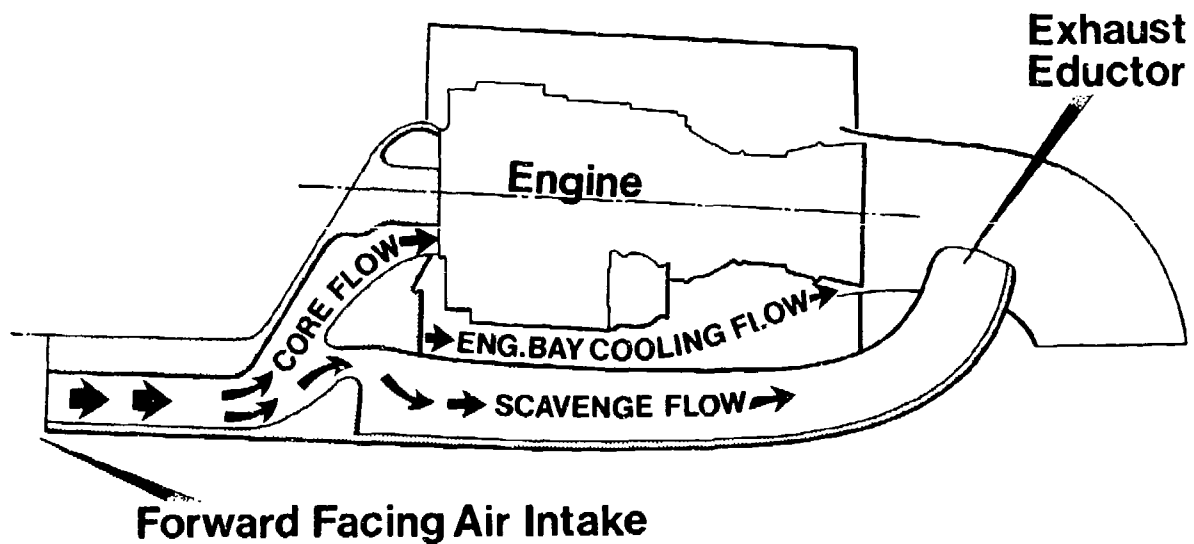 Exhaust
Eductor
Engine
CORE FLOW
ENG.BAY COOLING FLOW
SCAVENGE FLOW
Forward Facing Air Intake